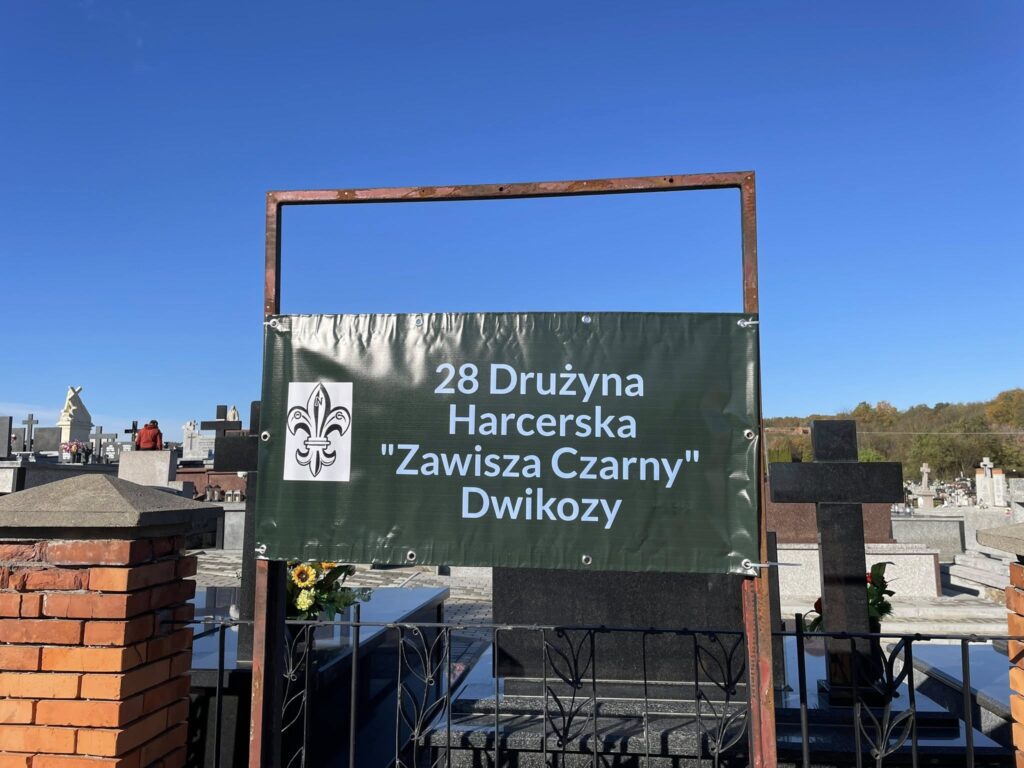 28 Drużyna
Harcerska
"Zawisza Czarny"
Dwikozy